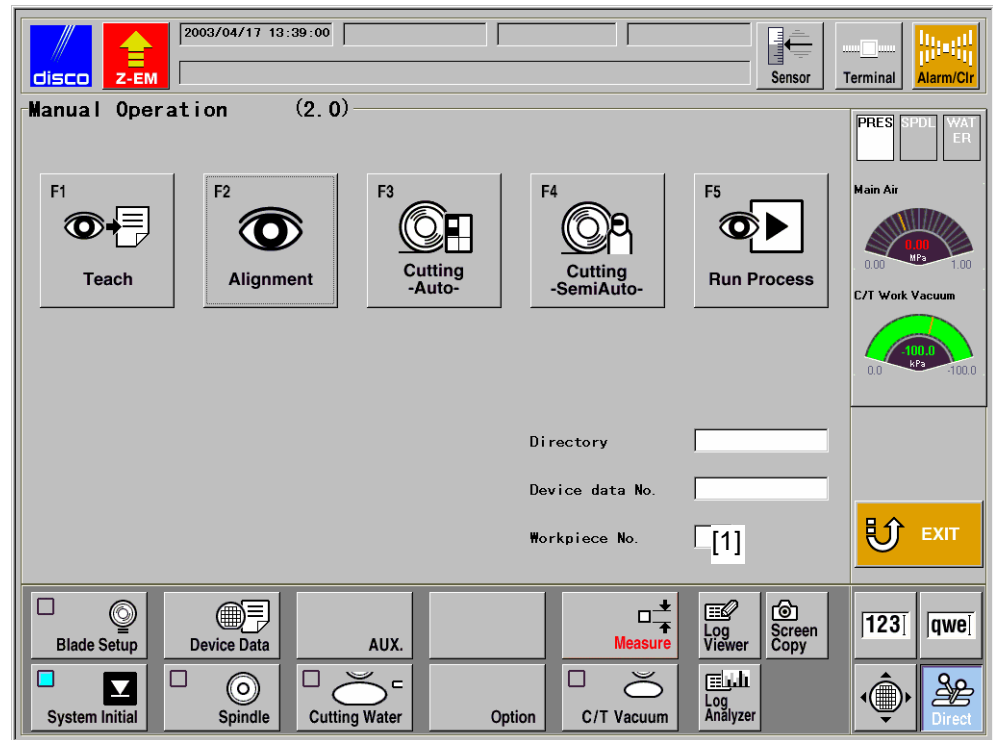 disco
Z-EM
2003/04/17 13:39:00
Sensor
Terminal
Alarm/Clr
Manual Operation (2.0)
PRES
SPDL
WAT
ER
F1
Teach
F2
Alignment
F3
Cutting
-Auto-
F4
Cutting
-SemiAuto-
F5
Run Process
Main Air
0.00
MPa
0.00
1.00
C/T Work Vacuum
-100.0
kPa
0.0
-100.0
Directory
Device data No.
Workpiece No.
[1]
EXIT
Blade Setup
Device Data
AUX.
Measure
Log
Viewer
Screen
Copy
123
qwe
System Initial
Spindle
Cutting Water
Option
C/T Vacuum
Log
Analyzer
Direct